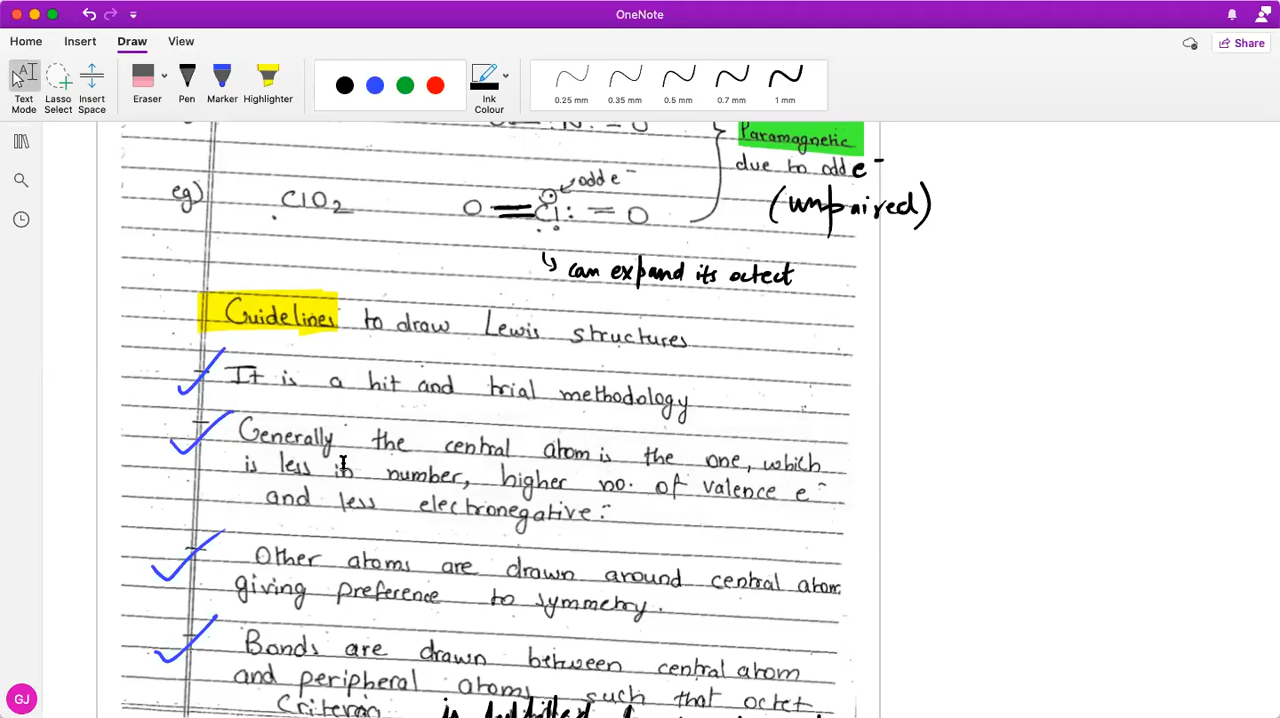 OneNote
Home Insert Draw View
Share
Text Mode
Lasso Select
Insert Space
Eraser
Pen
Marker
Highlighter
Ink Colour
0.25 mm 0.35 mm 0.5 mm 0.7 mm 1 mm
Paramagnetic
due to odd e⁻
(unpaired)
eg) ClO₂
odd e⁻
O = Cl: = O
↳ can expand its octect
Guidelines to draw Lewis structures
- It is a hit and trial methodology
- Generally the central atom is the one, which
is less in number, higher no. of valence e⁻
and less electronegative:
- Other atoms are drawn around central atom
giving preference to symmetry.
- Bonds are drawn between central atom
and peripheral atoms such that octet
Criterian is fulfilled
GJ